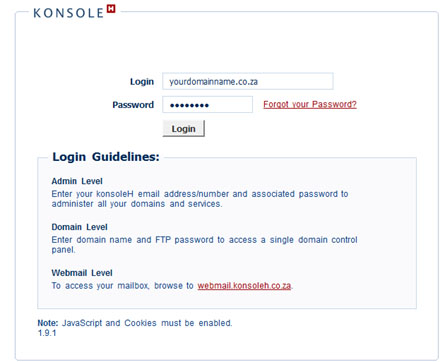 KONSOLE H
Login yourdomainname.co.za
Password ●●●●●●●● Forgot your Password?
Login
Login Guidelines:
Admin Level
Enter your konsoleH email address/number and associated password to
administer all your domains and services.
Domain Level
Enter domain name and FTP password to access a single domain control
panel.
Webmail Level
To access your mailbox, browse to webmail.konsoleh.co.za.
Note: JavaScript and Cookies must be enabled.
1.9.1